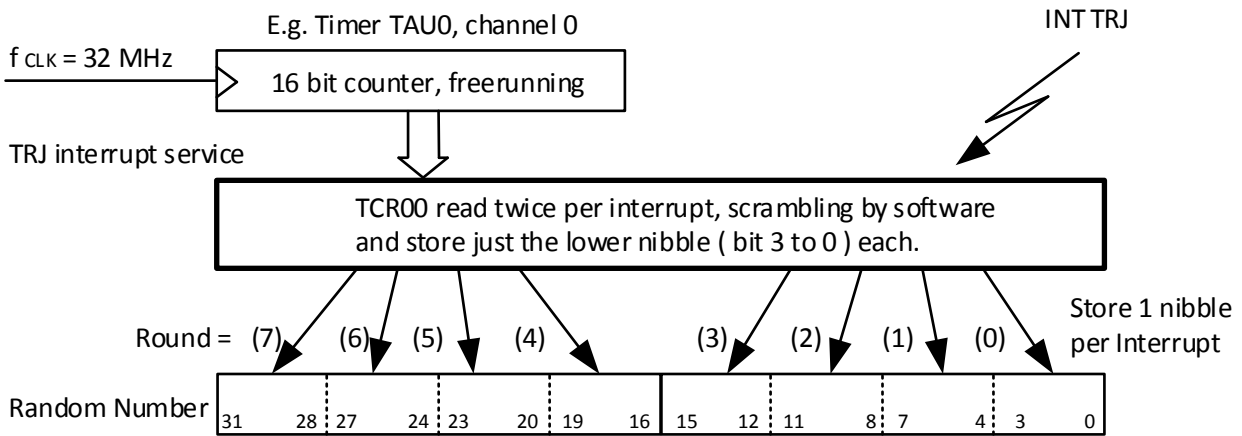 E.g. Timer TAU0, channel 0
INT TRJ
f CLK = 32 MHz
16 bit counter, freerunning
TRJ interrupt service
TCR00 read twice per interrupt, scrambling by software
and store just the lower nibble ( bit 3 to 0 ) each.
Store 1 nibble
per Interrupt
Round = (7) (6) (5) (4) (3) (2) (1) (0)
Random Number 31 28 27 24 23 20 19 16 15 12 11 8 7 4 3 0